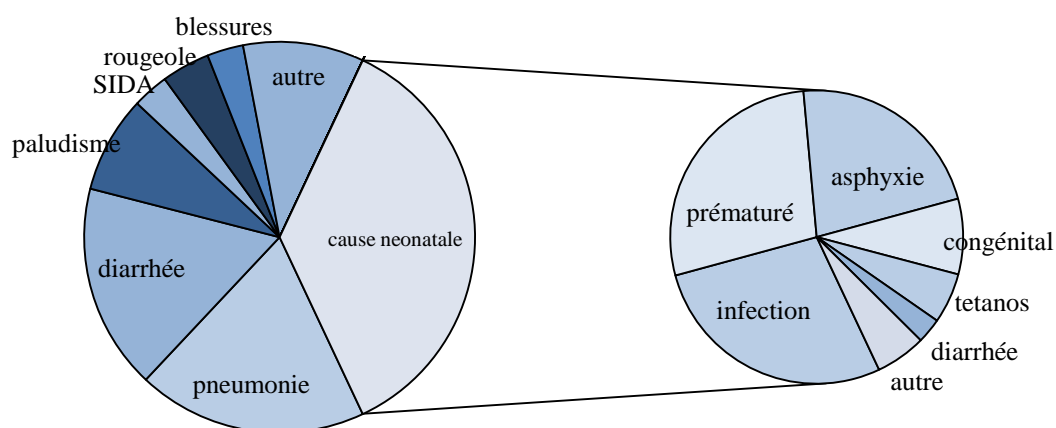 blessures
rougeole
SIDA
autre
paludisme
cause neonatale
diarrhée
pneumonie
asphyxie
prématuré
congénital
infection
tetanos
diarrhée
autre